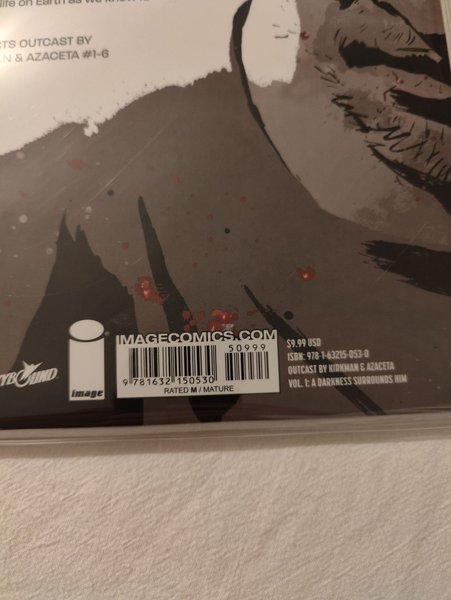 life on Earth as we know
CTS OUTCAST BY
N & AZACETA #1-6
IMAGECOMICS.COM
50999
9 781632 150530
RATED M / MATURE
YBOUND
image
$9.99 USD
ISBN: 978-1-63215-053-0
OUTCAST BY KIRKMAN & AZACETA
VOL. 1: A DARKNESS SURROUNDS HIM